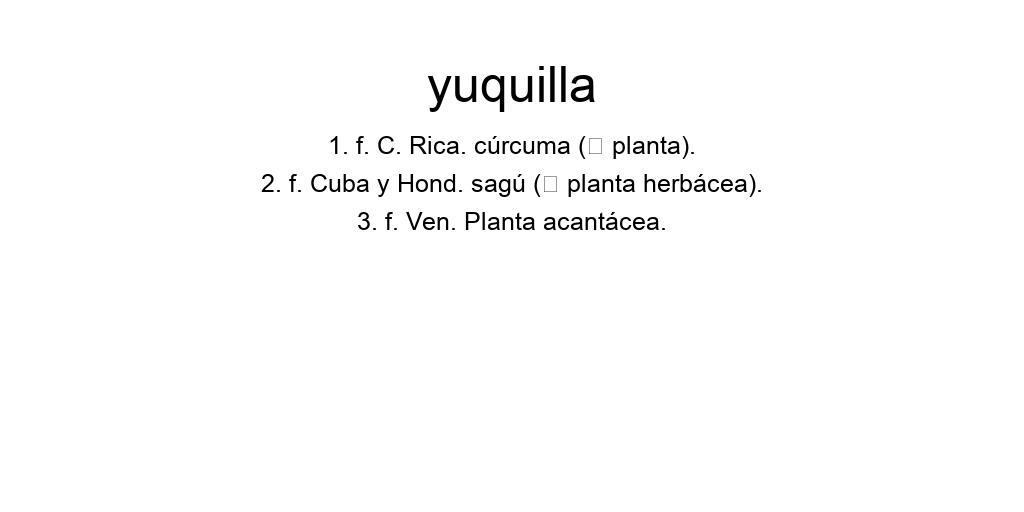 yuquilla
1. f. C. Rica. cúrcuma (□ planta).
2. f. Cuba y Hond. sagú (□ planta herbácea).
3. f. Ven. Planta acantácea.